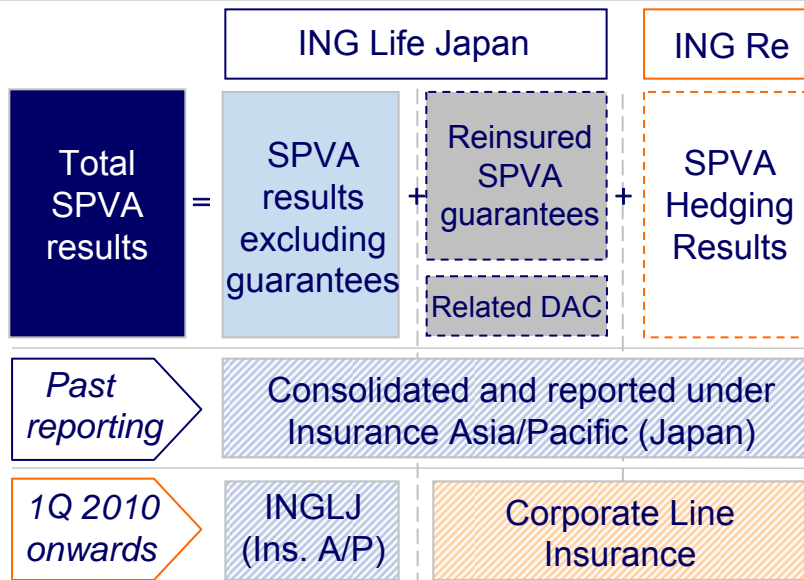 ING Life Japan
ING Re
Total
SPVA
results
=
SPVA
results
excluding
guarantees
+
Reinsured
SPVA
guarantees
Related DAC
+
SPVA
Hedging
Results
Past
reporting
Consolidated and reported under
Insurance Asia/Pacific (Japan)
1Q 2010
onwards
INGLJ
(Ins. A/P)
Corporate Line
Insurance